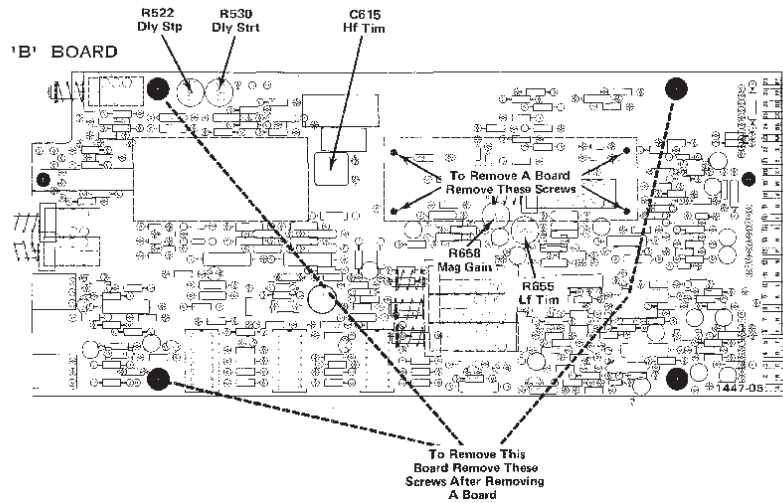 R522
Dly Stp
R530
Dly Strt
C615
Hf Tim
'B' BOARD
To Remove A Board
Remove These Screws
R658
Mag Gain
R655
Lf Tim
1447-05
To Remove This
Board Remove These
Screws After Removing
A Board